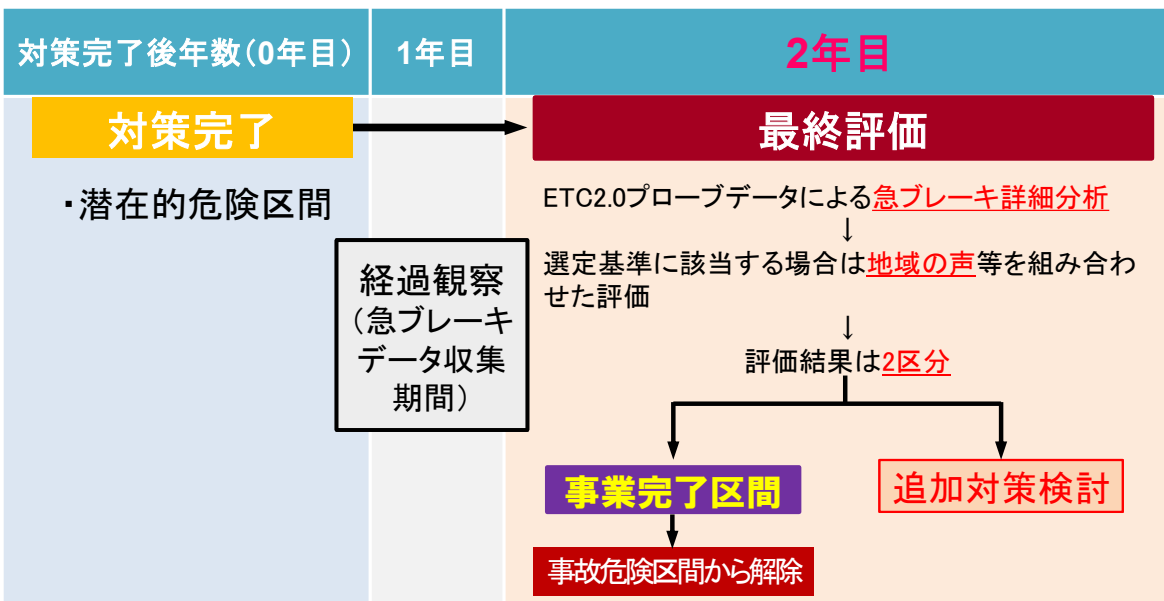 対策完了後年数(0年目)
1年目
2年目
対策完了
最終評価
・潜在的危険区間
経過観察
(急ブレーキ
データ収集
期間)
ETC2.0プローブデータによる急ブレーキ詳細分析
↓
選定基準に該当する場合は地域の声等を組み合わ
せた評価
↓
評価結果は2区分
事業完了区間
追加対策検討
事故危険区間から解除